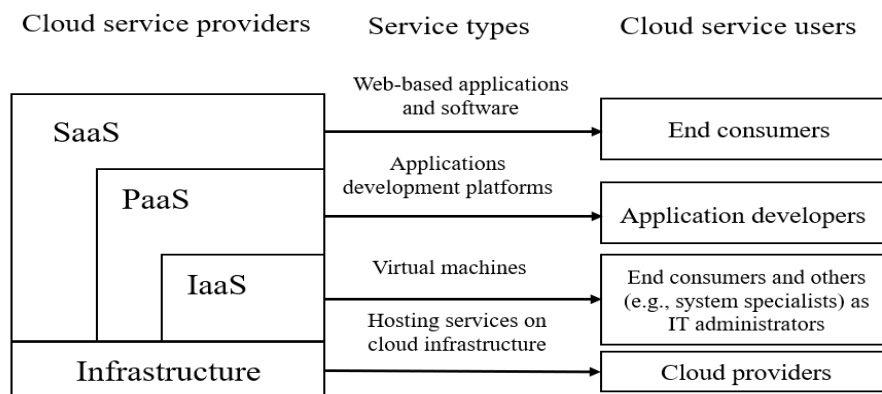 Cloud service providers
Service types
Cloud service users
SaaS
Web-based applications
and software
End consumers
PaaS
Applications
development platforms
Application developers
IaaS
Virtual machines
End consumers and others
(e.g., system specialists) as
IT administrators
Infrastructure
Hosting services on
cloud infrastructure
Cloud providers